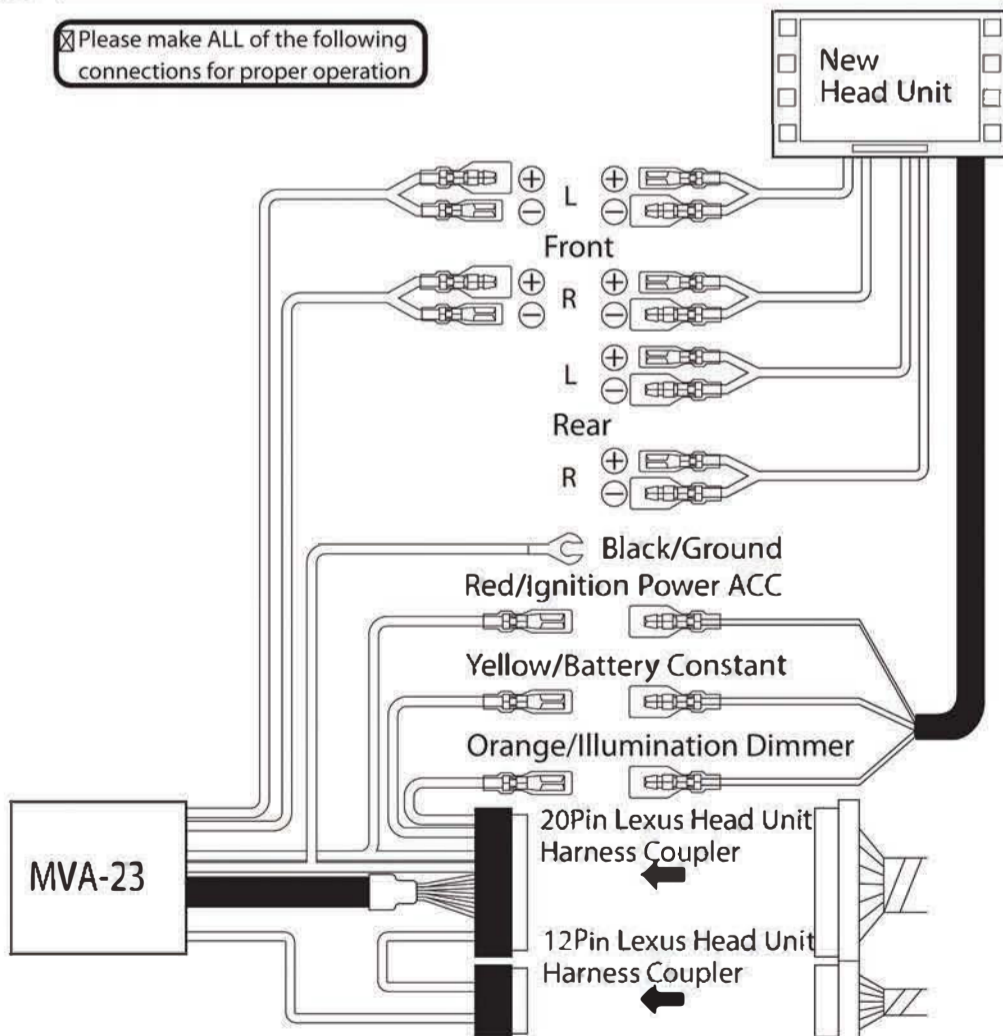 ☒ Please make ALL of the following
connections for proper operation
New
Head Unit
⊕ L ⊕
⊖ ⊖
Front
⊕ R ⊕
⊖ ⊖
L ⊕
⊖
Rear
R ⊕
⊖
Black/Ground
Red/Ignition Power ACC
Yellow/Battery Constant
Orange/Illumination Dimmer
20Pin Lexus Head Unit
Harness Coupler
MVA-23
12Pin Lexus Head Unit
Harness Coupler